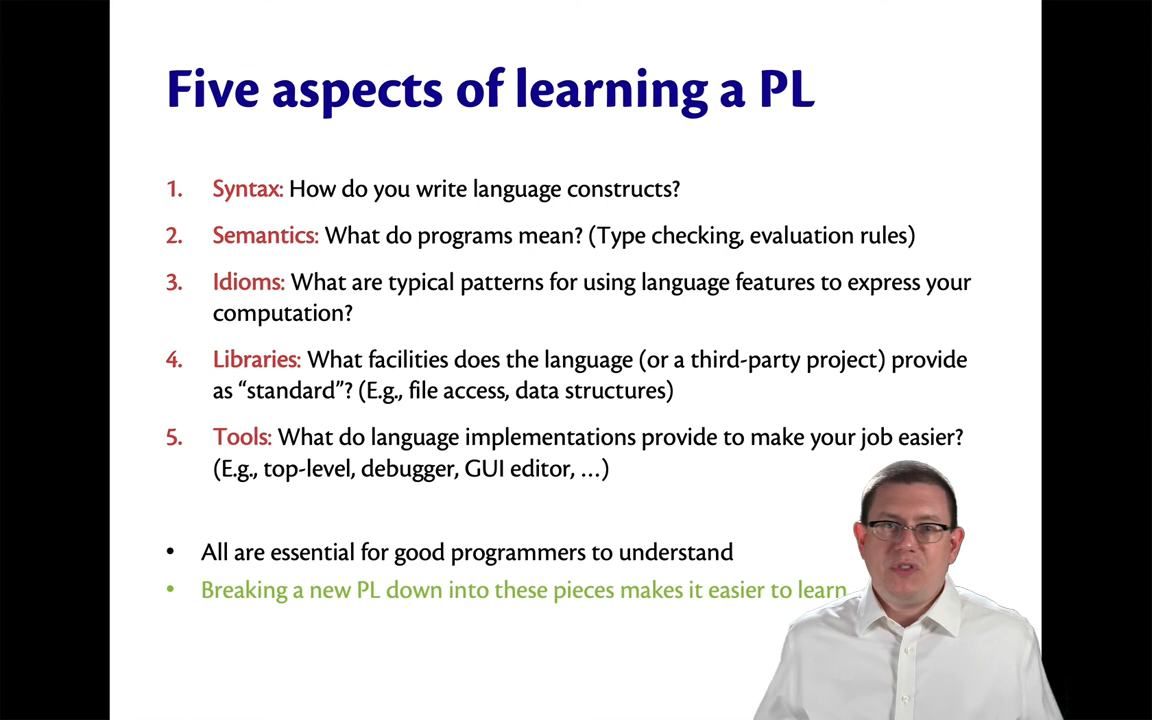 Five aspects of learning a PL
1. Syntax: How do you write language constructs?
2. Semantics: What do programs mean? (Type checking, evaluation rules)
3. Idioms: What are typical patterns for using language features to express your
computation?
4. Libraries: What facilities does the language (or a third-party project) provide
as “standard”? (E.g., file access, data structures)
5. Tools: What do language implementations provide to make your job easier?
(E.g., top-level, debugger, GUI editor, …)
• All are essential for good programmers to understand
• Breaking a new PL down into these pieces makes it easier to learn